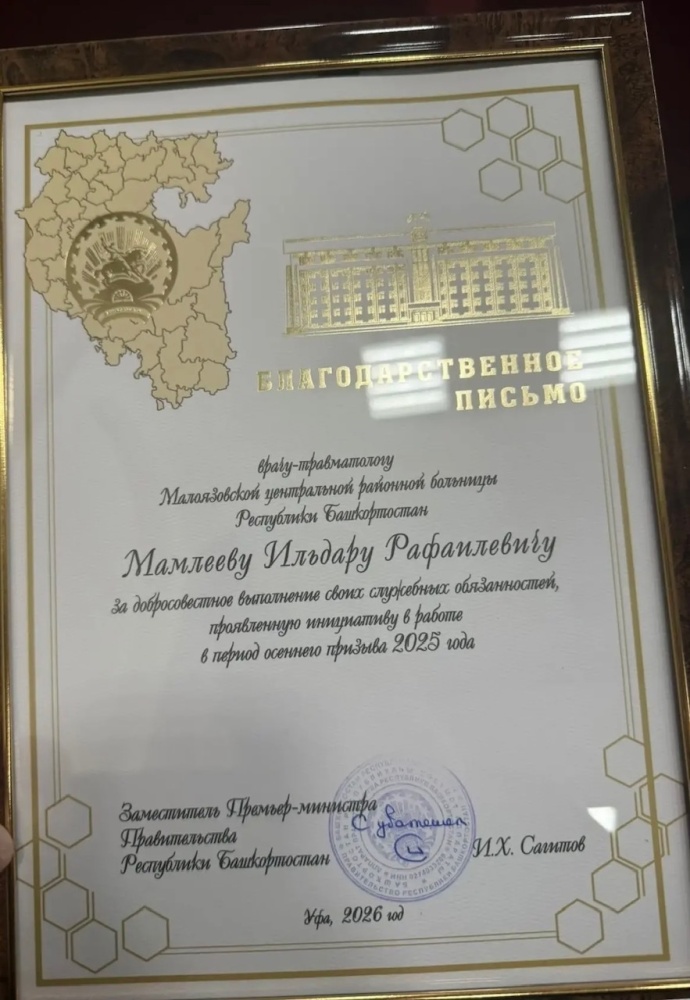 БЛАГОДАРСТВЕННОЕ
ПИСЬМО
врачу-травматологу
Малоязовской центральной районной больницы
Республики Башкортостан
Мамлееву Ильдару Рафаилевичу
за добросовестное выполнение своих служебных обязанностей,
проявленную инициативу в работе
в период осеннего призыва 2025 года
Заместитель Премьер-министра
Правительства
Республики Башкортостан
С уважением
И.Х. Сагитов
Уфа, 2026 год